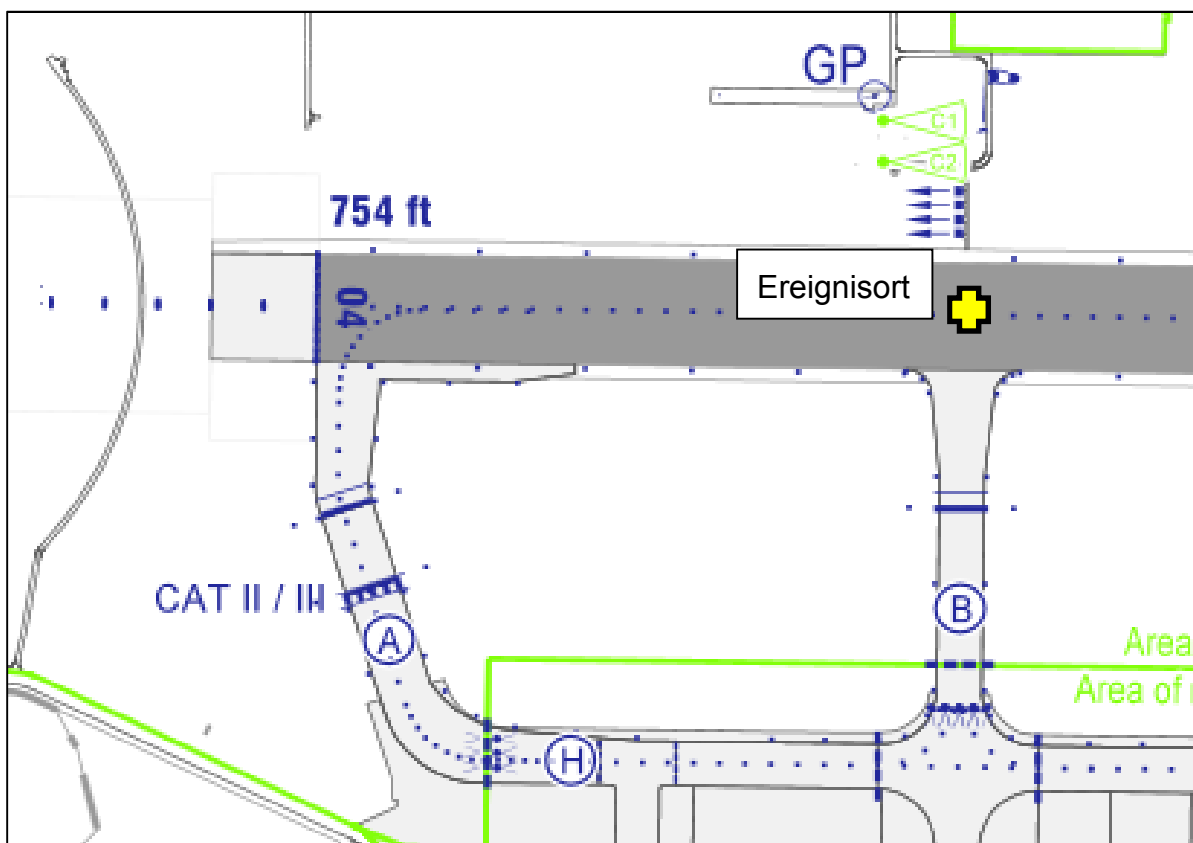 GP
C1
C2
754 ft
04
Ereignisort
CAT II / III
A
B
H
Area
Area of